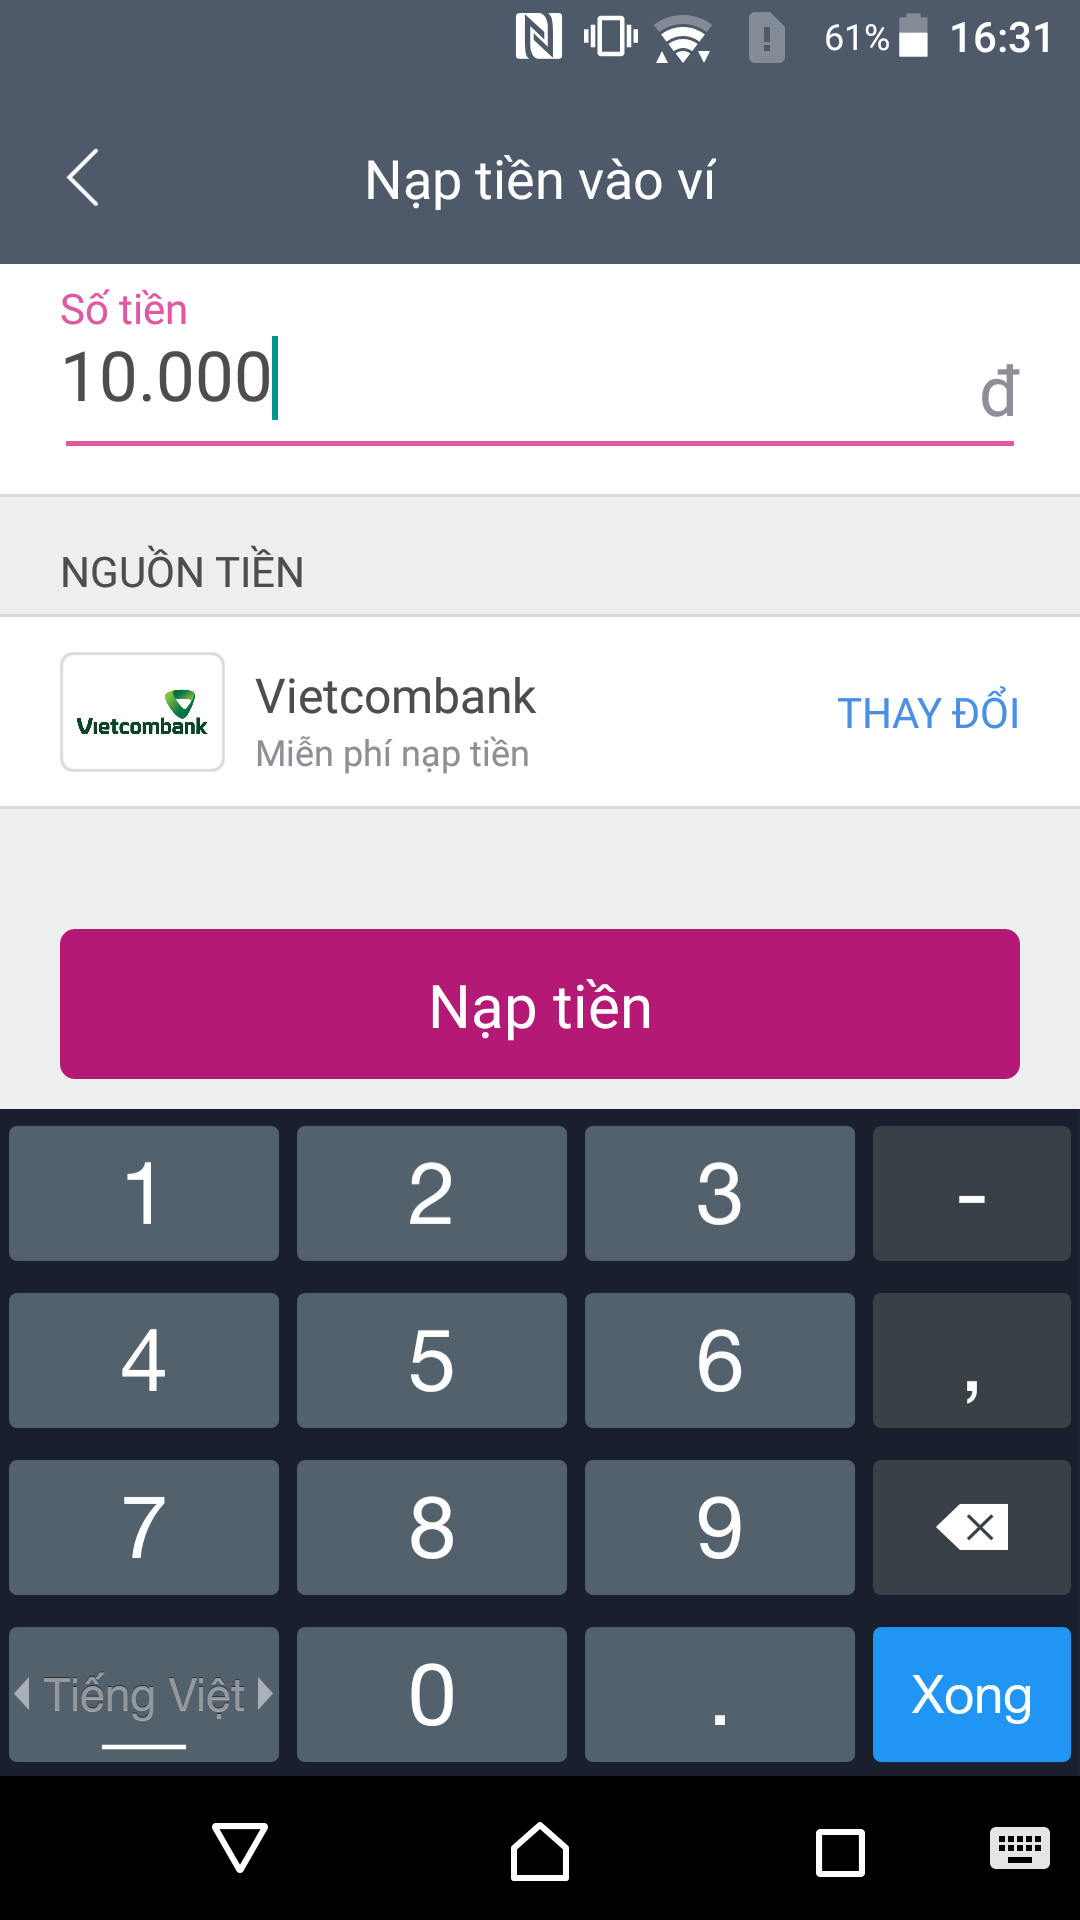 61% 16:31
Nạp tiền vào ví
Số tiền
10.000 đ
NGUỒN TIỀN
Vietcombank
Vietcombank
Miễn phí nạp tiền
THAY ĐỔI
Nạp tiền
1 2 3 -
4 5 6 ,
7 8 9
Tiếng Việt 0 . Xong